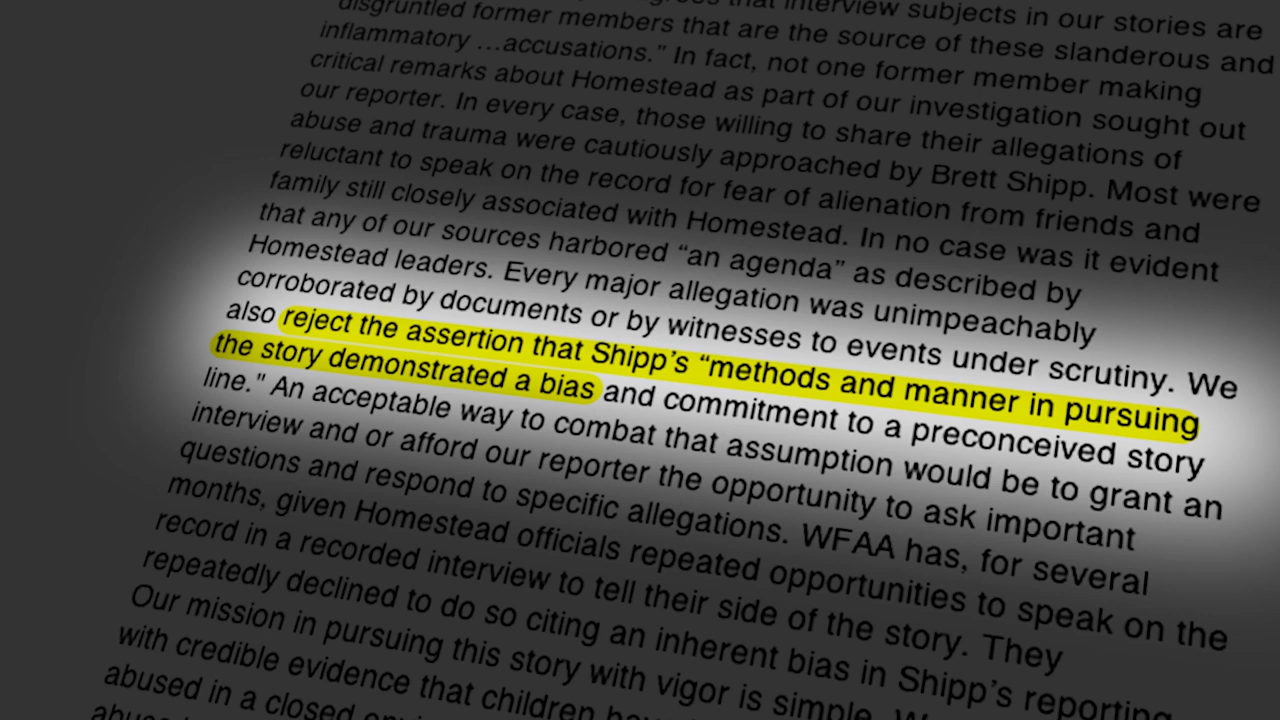 that interview subjects in our stories are
disgruntled former members that are the source of these slanderous and
inflammatory …accusations.” In fact, not one former member making
critical remarks about Homestead as part of our investigation sought out
our reporter. In every case, those willing to share their allegations of
abuse and trauma were cautiously approached by Brett Shipp. Most were
reluctant to speak on the record for fear of alienation from friends and
family still closely associated with Homestead. In no case was it evident
that any of our sources harbored “an agenda” as described by
Homestead leaders. Every major allegation was unimpeachably
corroborated by documents or by witnesses to events under scrutiny. We
also reject the assertion that Shipp’s “methods and manner in pursuing
the story demonstrated a bias and commitment to a preconceived story
line." An acceptable way to combat that assumption would be to grant an
interview and or afford our reporter the opportunity to ask important
questions and respond to specific allegations. WFAA has, for several
months, given Homestead officials repeated opportunities to speak on the
record in a recorded interview to tell their side of the story. They
repeatedly declined to do so citing an inherent bias in Shipp’s reporting
Our mission in pursuing this story with vigor is simple.
with credible evidence that children
abused in a closed